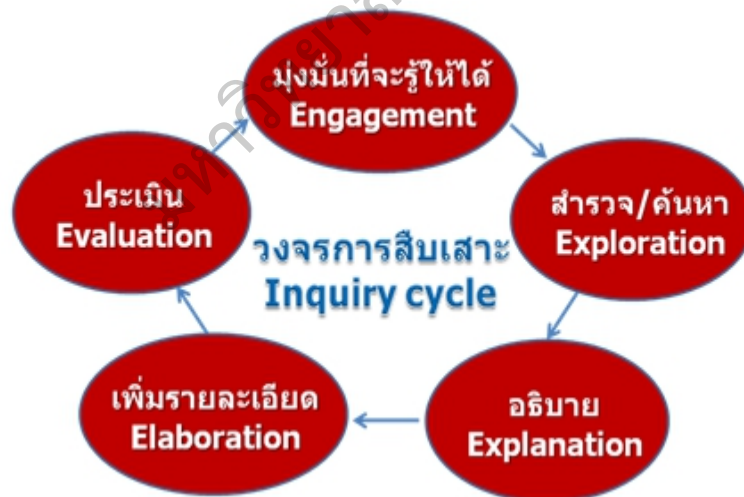 มุ่งมั่นที่จะรู้ให้ได้
Engagement
สำรวจ/ค้นหา
Exploration
อธิบาย
Explanation
เพิ่มรายละเอียด
Elaboration
ประเมิน
Evaluation
วงจรการสืบเสาะ
Inquiry cycle